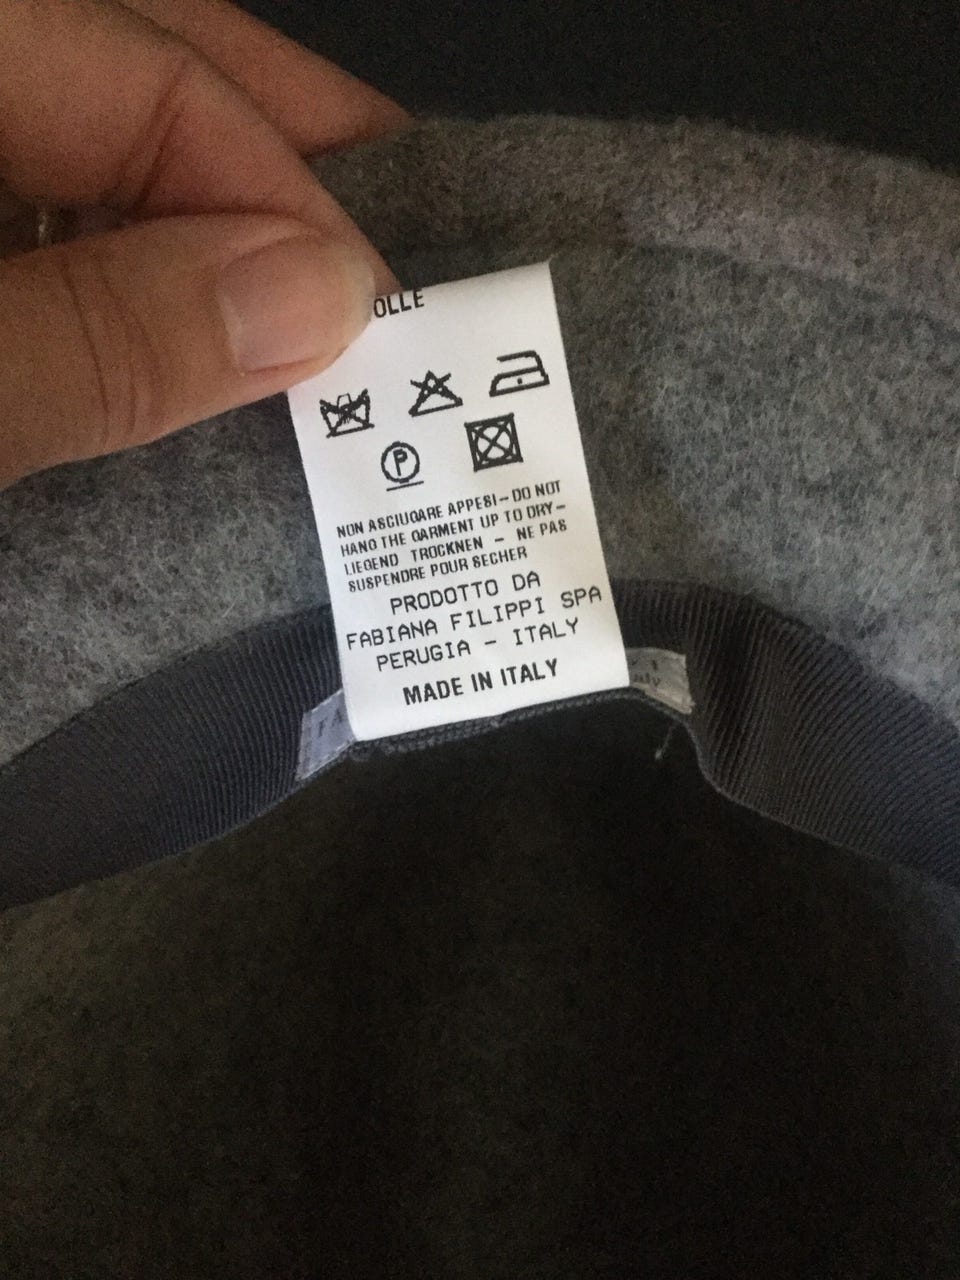 OLLE
P
NON ASCIUGARE APPESI - DO NOT
HANG THE GARMENT UP TO DRY -
LIEGEND TROCKNEN - NE PAS
SUSPENDRE POUR SECHER
PRODOTTO DA
FABIANA FILIPPI SPA
PERUGIA - ITALY
MADE IN ITALY